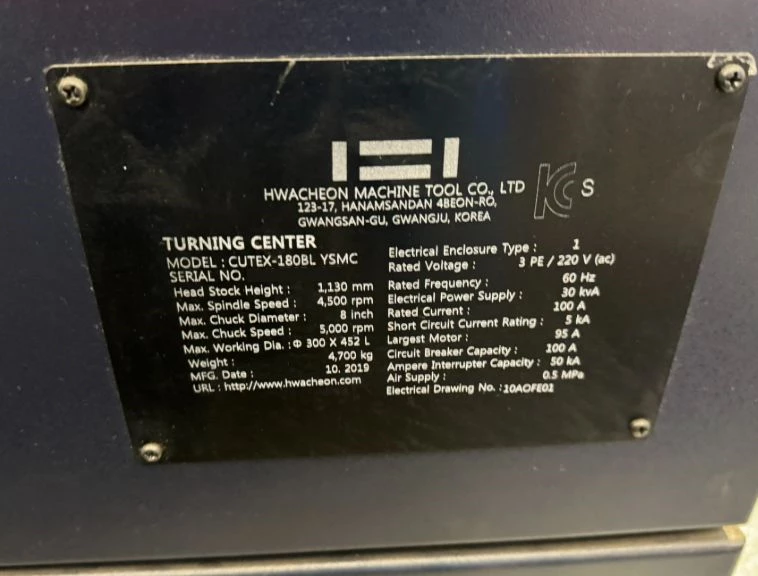 HWACHEON MACHINE TOOL CO., LTD
123-17, HANAMSANDAN 4BEON-RO,
GWANGSAN-GU, GWANGJU, KOREA
KC S
TURNING CENTER
MODEL : CUTEX-180BL YSMC
SERIAL NO.
Head Stock Height : 1,130 mm
Max. Spindle Speed : 4,500 rpm
Max. Chuck Diameter : 8 inch
Max. Chuck Speed : 5,000 rpm
Max. Working Dia. : Φ 300 X 452 L
Weight : 4,700 kg
MFG. Date : 10. 2019
URL : http://www.hwacheon.com
Electrical Enclosure Type : 1
Rated Voltage : 3 PE / 220 V (ac)
Rated Frequency : 60 Hz
Electrical Power Supply : 30 kvA
Rated Current : 100 A
Short Circuit Current Rating : 5 kA
Largest Motor : 95 A
Circuit Breaker Capacity : 100 A
Ampere Interrupter Capacity : 50 kA
Air Supply : 0.5 MPa
Electrical Drawing No. : 10AOFE01